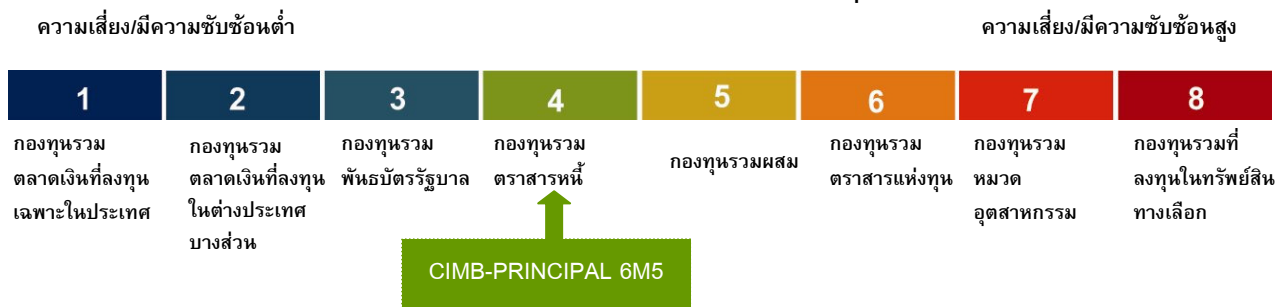 ความเสี่ยง/มีความซับซ้อนต่ำ
ความเสี่ยง/มีความซับซ้อนสูง
1 2 3 4 5 6 7 8
กองทุนรวม
ตลาดเงินที่ลงทุน
เฉพาะในประเทศ
กองทุนรวม
ตลาดเงินที่ลงทุน
ในต่างประเทศ
บางส่วน
กองทุนรวม
พันธบัตรรัฐบาล
กองทุนรวม
ตราสารหนี้
กองทุนรวมผสม
กองทุนรวม
ตราสารแห่งทุน
กองทุนรวม
หมวด
อุตสาหกรรม
กองทุนรวมที่
ลงทุนในทรัพย์สิน
ทางเลือก
CIMB-PRINCIPAL 6M5